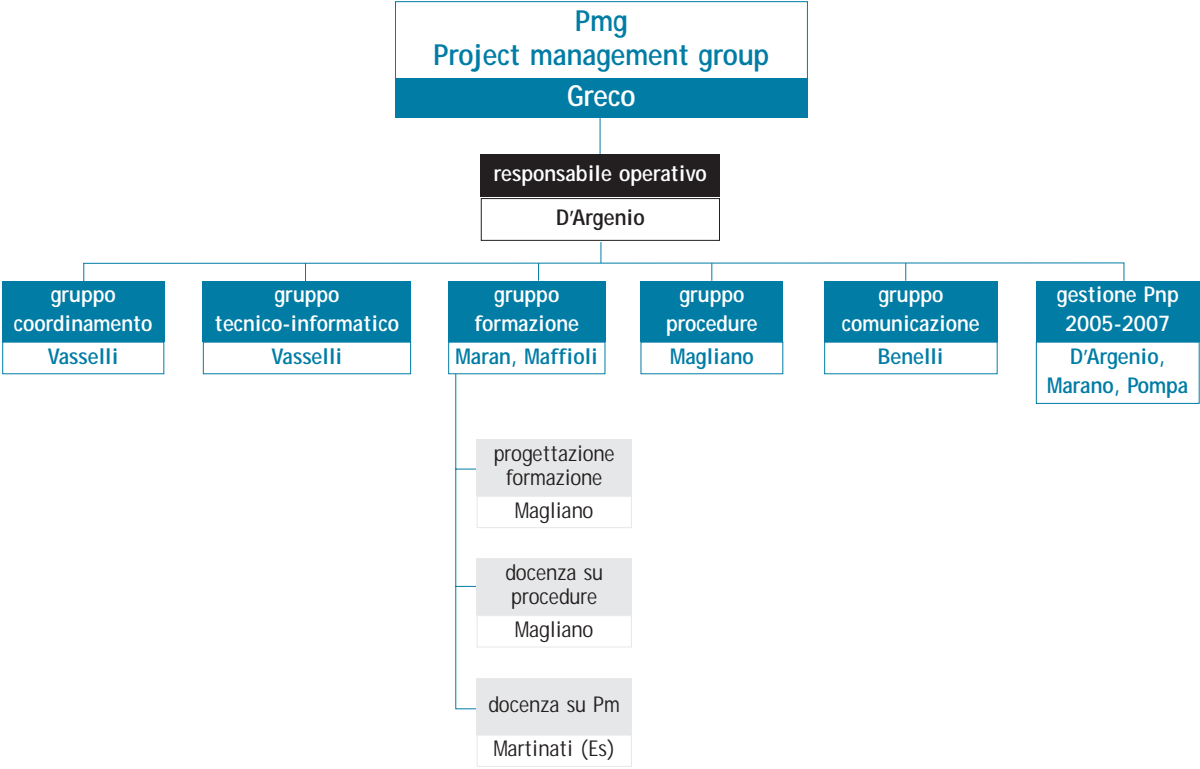 Pmg
Project management group
Greco
responsabile operativo
D'Argenio
gruppo
coordinamento
Vasselli
gruppo
tecnico-informatico
Vasselli
gruppo
formazione
Maran, Maffioli
gruppo
procedure
Magliano
gruppo
comunicazione
Benelli
gestione Pnp
2005-2007
D'Argenio,
Marano, Pompa
progettazione
formazione
Magliano
docenza su
procedure
Magliano
docenza su Pm
Martinati (Es)